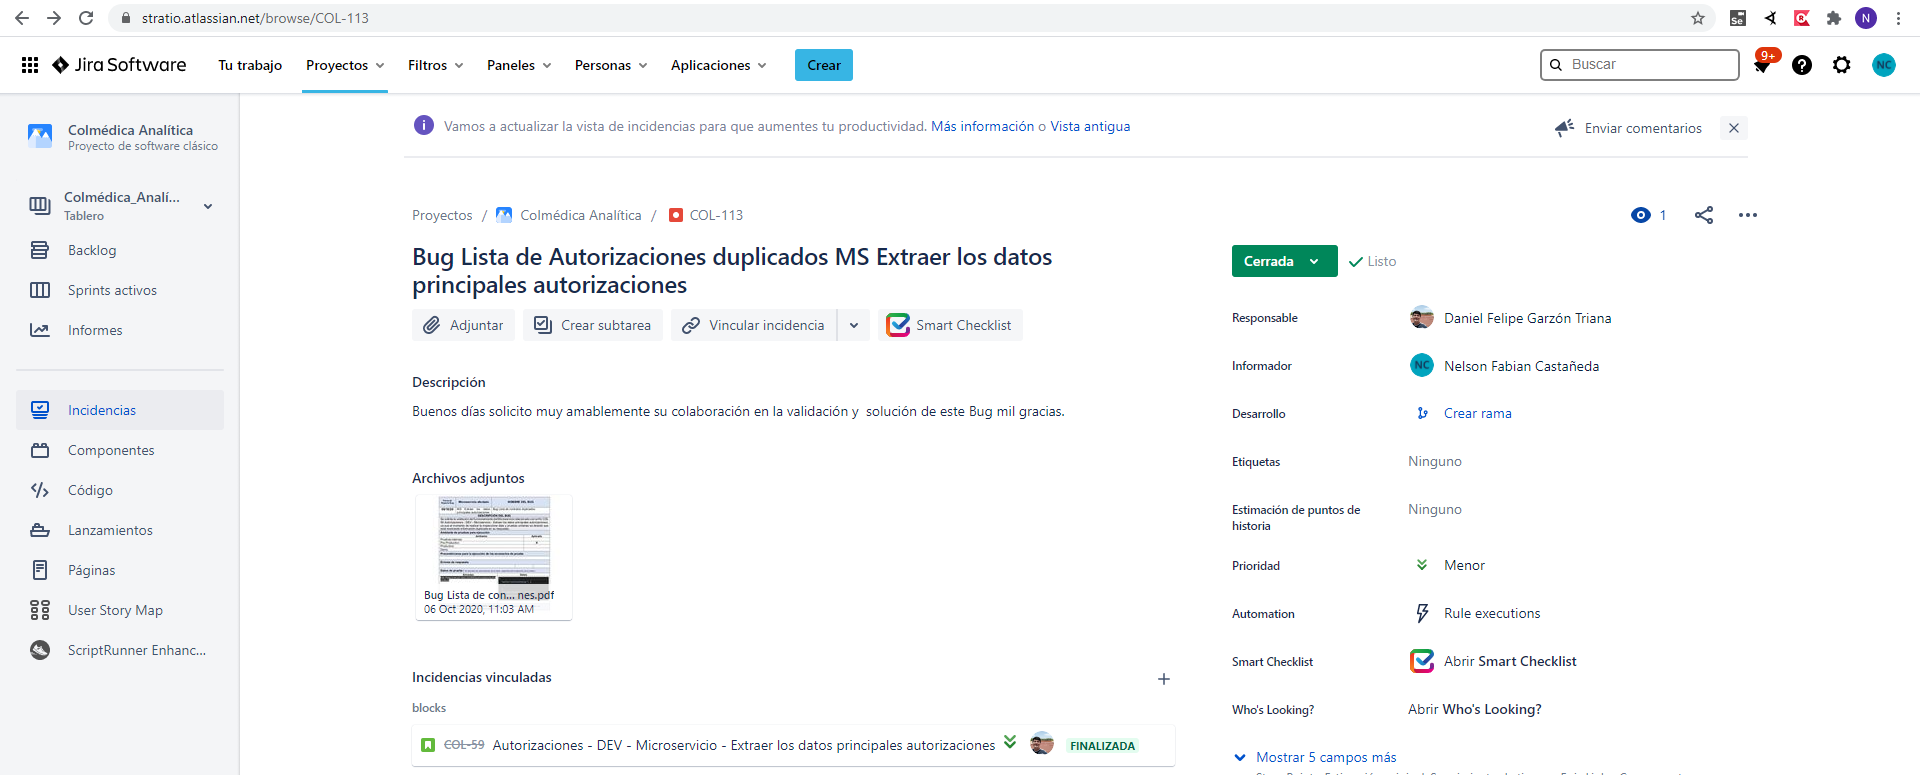 stratio.atlassian.net/browse/COL-113
Se
N
Jira Software
Tu trabajo
Proyectos
Filtros
Paneles
Personas
Aplicaciones
Crear
Buscar
9+
NC
Colmédica Analítica
Proyecto de software clásico
Colmédica_Analí...
Tablero
Backlog
Sprints activos
Informes
Incidencias
Componentes
Código
Lanzamientos
Páginas
User Story Map
ScriptRunner Enhanc...
Vamos a actualizar la vista de incidencias para que aumentes tu productividad. Más información o Vista antigua
Enviar comentarios
Proyectos / Colmédica Analítica / COL-113
1
Bug Lista de Autorizaciones duplicados MS Extraer los datos
principales autorizaciones
Adjuntar
Crear subtarea
Vincular incidencia
Smart Checklist
Descripción
Buenos días solicito muy amablemente su colaboración en la validación y solución de este Bug mil gracias.
Archivos adjuntos
Bug Lista de con... nes.pdf
06 Oct 2020, 11:03 AM
Incidencias vinculadas
blocks
COL-59 Autorizaciones - DEV - Microservicio - Extraer los datos principales autorizaciones
FINALIZADA
Cerrada
Listo
Responsable
Daniel Felipe Garzón Triana
Informador
NC
Nelson Fabian Castañeda
Desarrollo
Crear rama
Etiquetas
Ninguno
Estimación de puntos de
historia
Ninguno
Prioridad
Menor
Automation
Rule executions
Smart Checklist
Abrir Smart Checklist
Who's Looking?
Abrir Who's Looking?
Mostrar 5 campos más